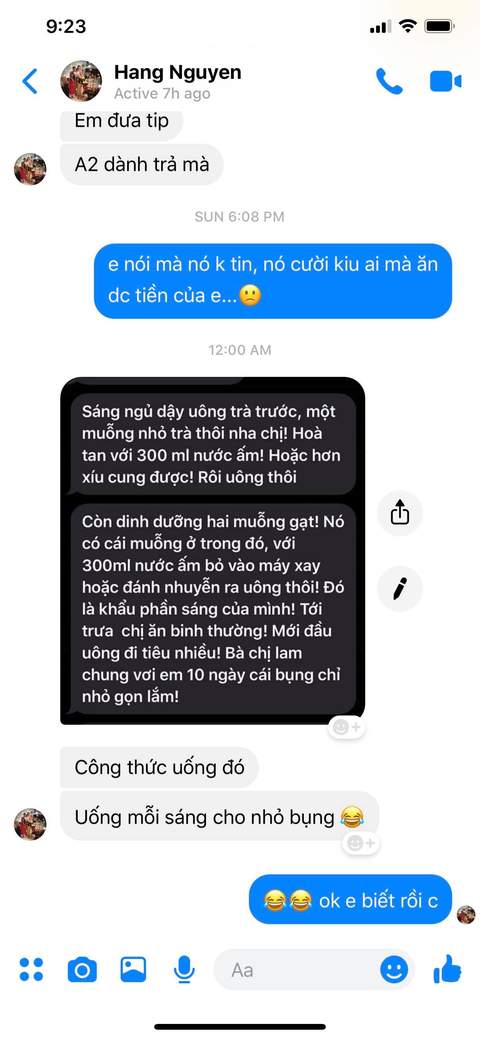 9:23
Hang Nguyen
Active 7h ago
Em đưa tip
A2 dành trả mà
SUN 6:08 PM
e nói mà nó k tin, nó cười kiu ai mà ăn
dc tiền của e...🙁
12:00 AM
Sáng ngủ dậy uông trà trước, một
muỗng nhỏ trà thôi nha chị! Hoà
tan với 300 ml nước ấm! Hoặc hơn
xíu cung được! Rôi uông thôi
Còn dinh dưỡng hai muỗng gạt! Nó
có cái muỗng ở trong đó, với
300ml nước ấm bỏ vào máy xay
hoặc đánh nhuyễn ra uông thôi! Đó
là khẩu phần sáng của mình! Tới
trưa chị ăn binh thường! Mới đầu
uông đi tiêu nhiều! Bà chị lam
chung vơi em 10 ngày cái bụng chỉ
nhỏ gọn lắm!
Công thức uống đó
Uống mỗi sáng cho nhỏ bụng 😂
😂😂 ok e biết rồi c
Aa